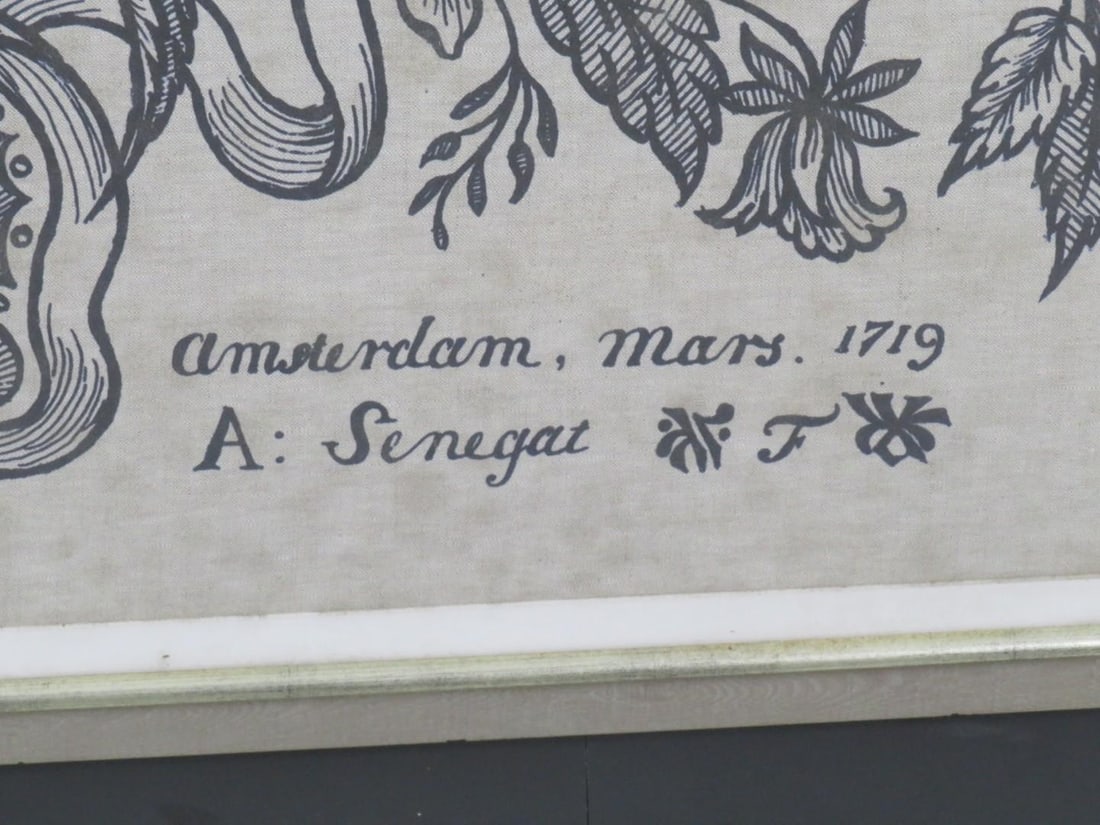 Amsterdam, Mars. 1719
A: Senegat F